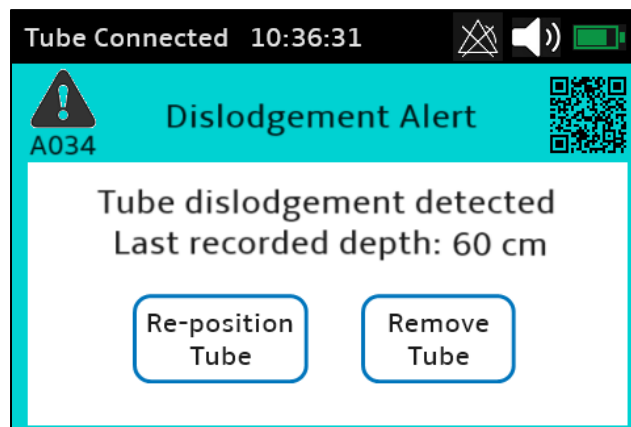 Tube Connected 10:36:31
A034
Dislodgement Alert
Tube dislodgement detected
Last recorded depth: 60 cm
Re-position
Tube
Remove
Tube